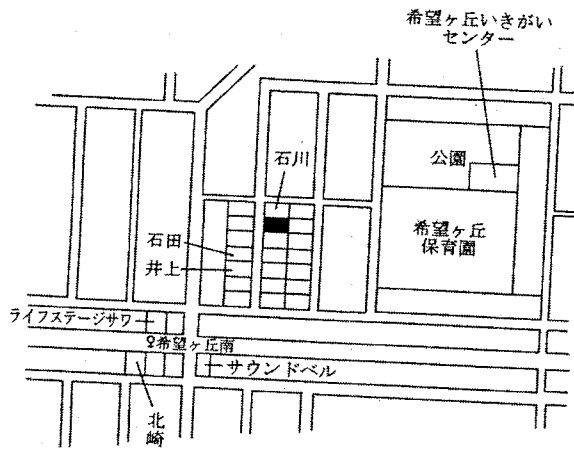 希望ヶ丘いきがい
センター
石川
公園
石田
希望ヶ丘
保育園
井上
ライフステージサワー
♀希望ヶ丘南
サウンドベル
北崎